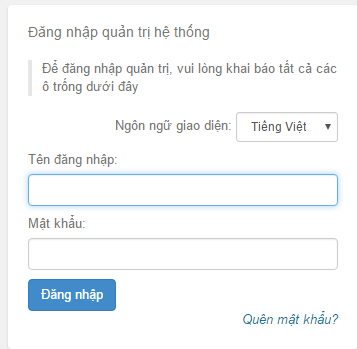 Đăng nhập quản trị hệ thống
Để đăng nhập quản trị, vui lòng khai báo tất cả các
ô trống dưới đây
Ngôn ngữ giao diện: Tiếng Việt
Tên đăng nhập:
Mật khẩu:
Đăng nhập
Quên mật khẩu?